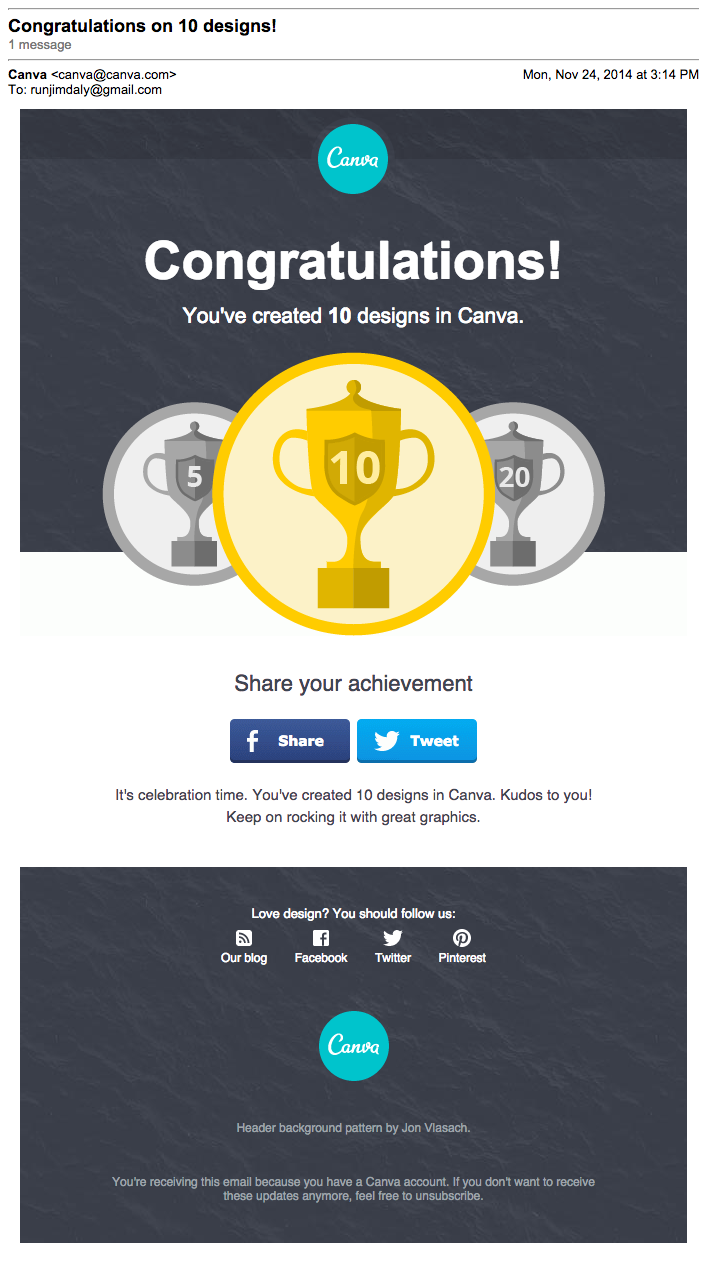 Congratulations on 10 designs!
1 message
Canva <canva@canva.com> Mon, Nov 24, 2014 at 3:14 PM
To: runjimdaly@gmail.com
Canva
Congratulations!
You've created 10 designs in Canva.
5 10 20
Share your achievement
Share Tweet
It's celebration time. You've created 10 designs in Canva. Kudos to you!
Keep on rocking it with great graphics.
Love design? You should follow us:
Our blog Facebook Twitter Pinterest
Canva
Header background pattern by Jon Vlasach.
You're receiving this email because you have a Canva account. If you don't want to receive
these updates anymore, feel free to unsubscribe.